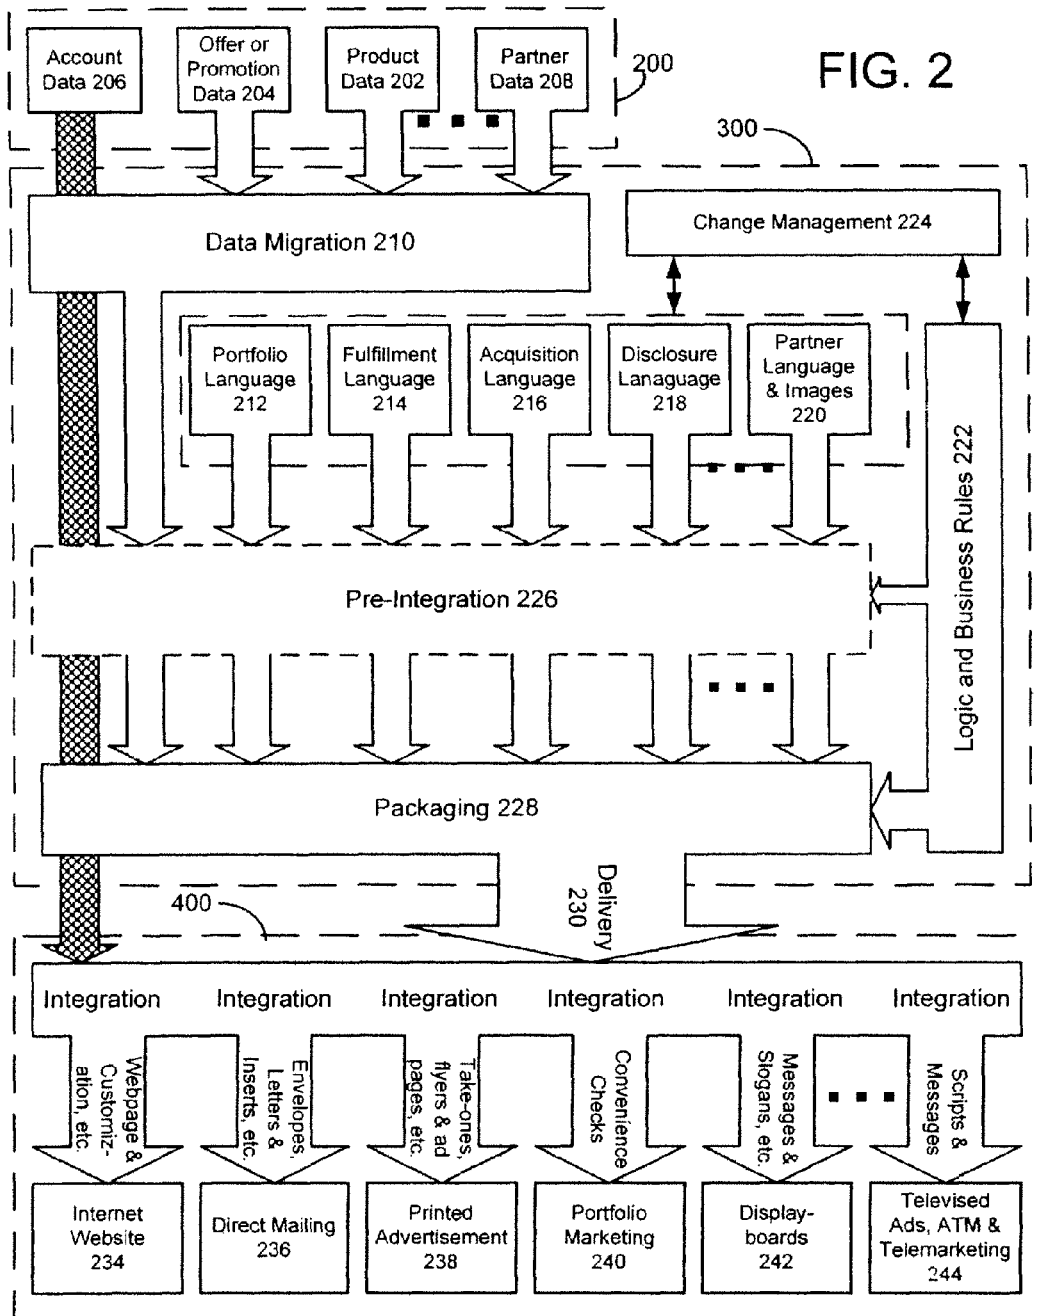 Account
Data 206
Offer or
Promotion
Data 204
Product
Data 202
Partner
Data 208
200
FIG. 2
300
Data Migration 210
Change Management 224
Portfolio
Language
212
Fulfillment
Language
214
Acquisition
Language
216
Disclosure
Lanaguage
218
Partner
Language
& Images
220
Logic and Business Rules 222
Pre-Integration 226
Packaging 228
Delivery
230
400
Integration
Integration
Integration
Integration
Integration
Integration
Webpage &
Customiz-
ation, etc.
Envelopes,
Letters &
Inserts, etc.
Take-ones,
flyers & ad
pages, etc.
Convenience
Checks
Messages &
Slogans, etc.
Scripts &
Messages
Internet
Website
234
Direct Mailing
236
Printed
Advertisement
238
Portfolio
Marketing
240
Display-
boards
242
Televised
Ads, ATM &
Telemarketing
244